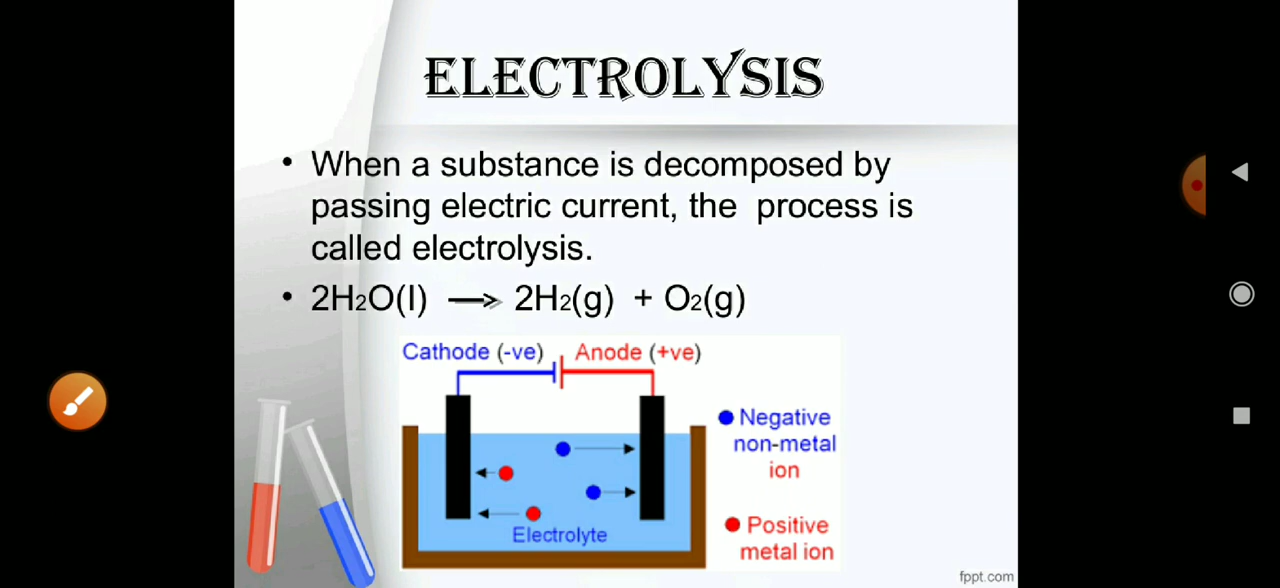 ELECTROLYSIS
• When a substance is decomposed by
passing electric current, the process is
called electrolysis.
• 2H₂O(l) ⟶ 2H₂(g) + O₂(g)
Cathode (-ve) Anode (+ve)
Negative
non-metal
ion
Positive
metal ion
Electrolyte
fppt.com